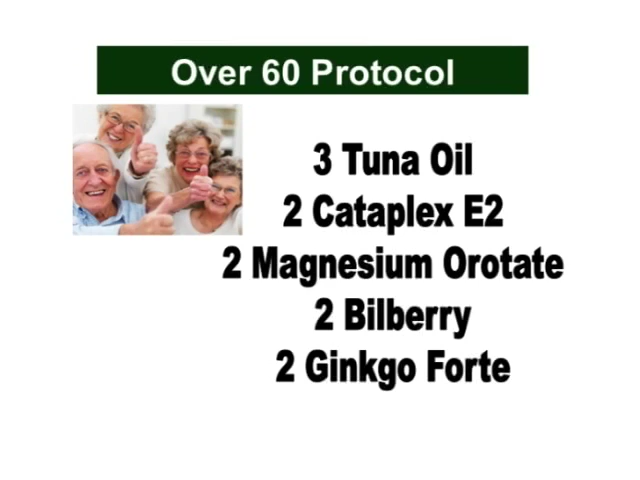 Over 60 Protocol
3 Tuna Oil
2 Cataplex E2
2 Magnesium Orotate
2 Bilberry
2 Ginkgo Forte